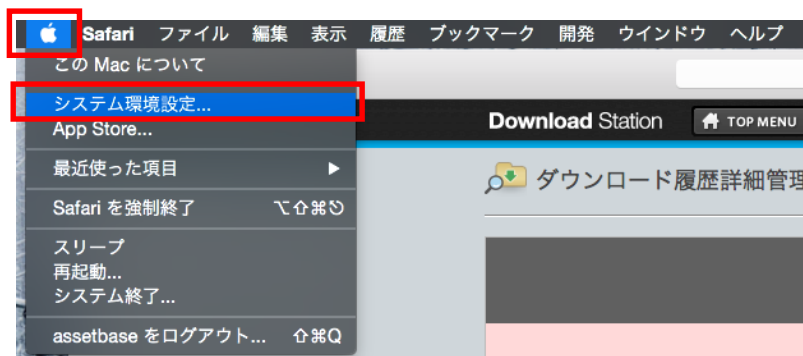 Safari ファイル 編集 表示 履歴 ブックマーク 開発 ウインドウ ヘルプ
この Mac について
システム環境設定...
App Store...
最近使った項目 ▶
Safari を強制終了 ⌥⇧⌘⎋
スリープ
再起動...
システム終了...
assetbase をログアウト... ⇧⌘Q
Download Station
TOP MENU
ダウンロード履歴詳細管理